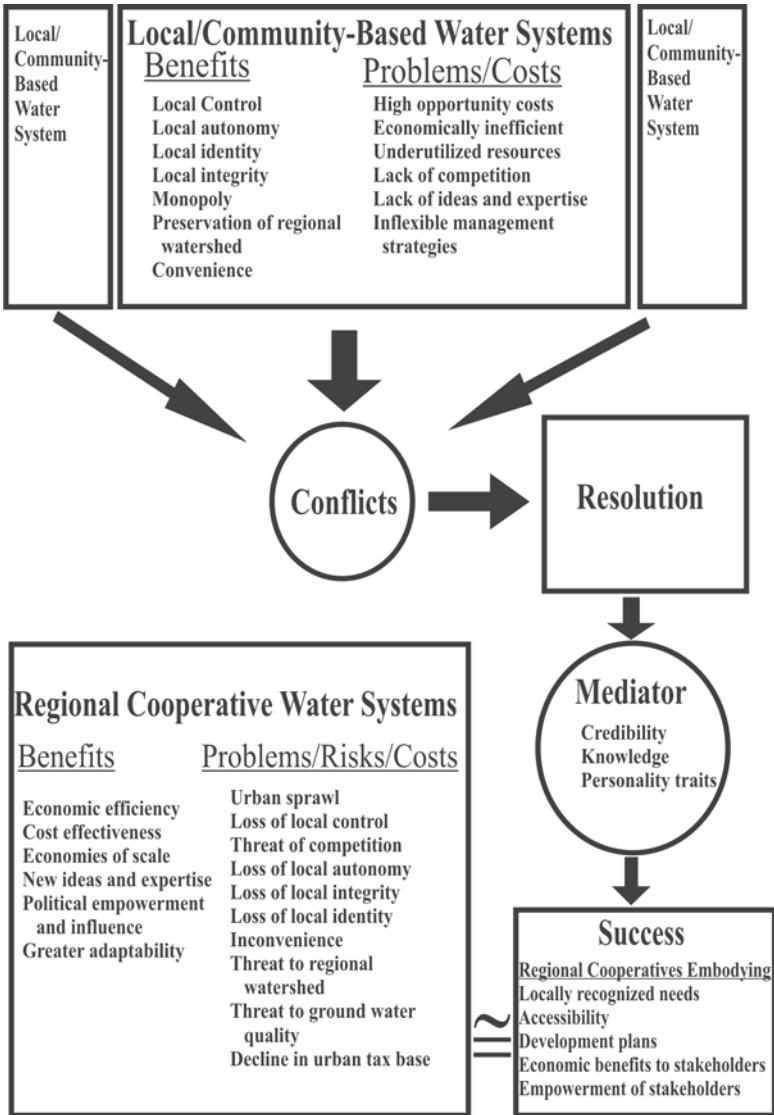 Local/
Community-
Based
Water
System
Local/Community-Based Water Systems
Benefits
Local Control
Local autonomy
Local identity
Local integrity
Monopoly
Preservation of regional
watershed
Convenience
Problems/Costs
High opportunity costs
Economically inefficient
Underutilized resources
Lack of competition
Lack of ideas and expertise
Inflexible management
strategies
Local/
Community-
Based
Water
System
Conflicts
Resolution
Mediator
Credibility
Knowledge
Personality traits
Regional Cooperative Water Systems
Benefits
Economic efficiency
Cost effectiveness
Economies of scale
New ideas and expertise
Political empowerment
and influence
Greater adaptability
Problems/Risks/Costs
Urban sprawl
Loss of local control
Threat of competition
Loss of local autonomy
Loss of local integrity
Loss of local identity
Inconvenience
Threat to regional
watershed
Threat to ground water
quality
Decline in urban tax base
≅
Success
Regional Cooperatives Embodying
Locally recognized needs
Accessibility
Development plans
Economic benefits to stakeholders
Empowerment of stakeholders